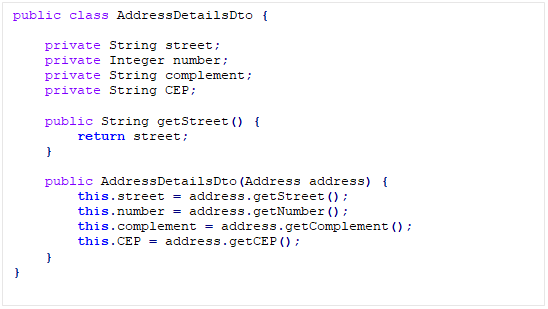 public class AddressDetailsDto {
    private String street;
    private Integer number;
    private String complement;
    private String CEP;
    public String getStreet() {
        return street;
    }
    public AddressDetailsDto(Address address) {
        this.street = address.getStreet();
        this.number = address.getNumber();
        this.complement = address.getComplement();
        this.CEP = address.getCEP();
    }
}